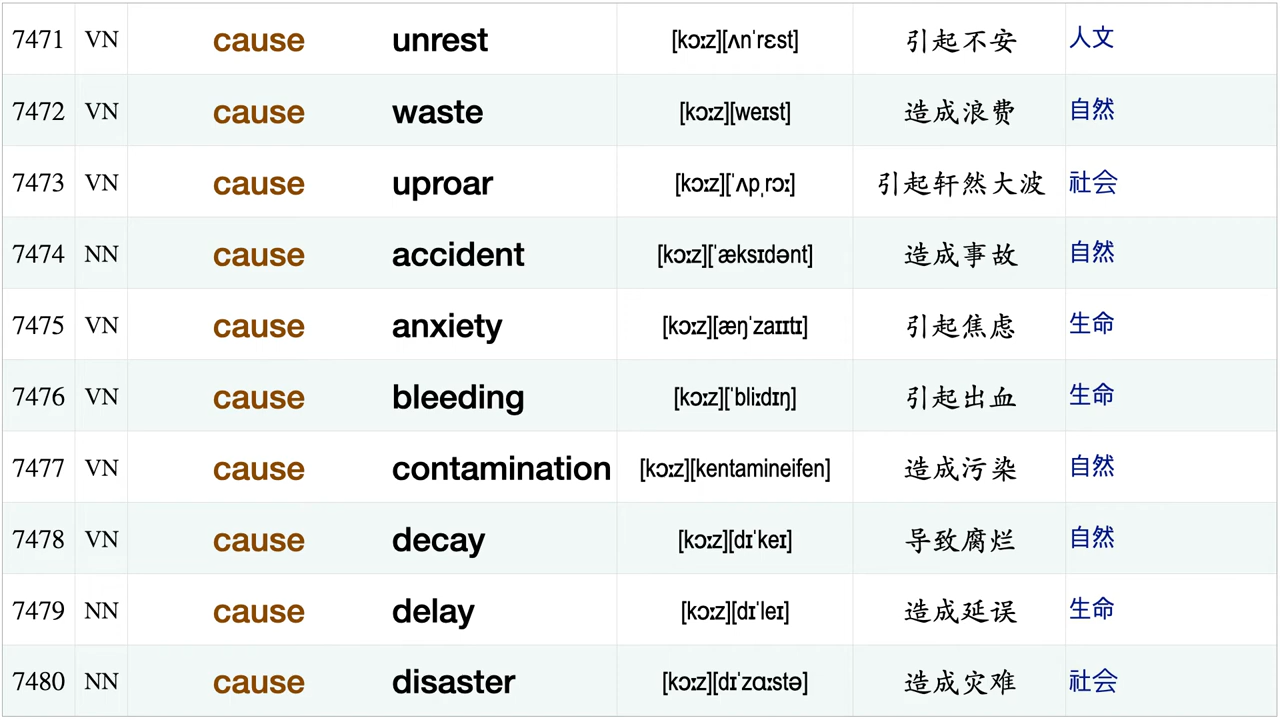 7471 VN cause unrest [kɔːz][ʌnˈrɛst] 引起不安 人文
7472 VN cause waste [kɔːz][weɪst] 造成浪费 自然
7473 VN cause uproar [kɔːz][ˈʌpˌrɔː] 引起轩然大波 社会
7474 NN cause accident [kɔːz][ˈæksɪdənt] 造成事故 自然
7475 VN cause anxiety [kɔːz][æŋˈzaɪɪtɪ] 引起焦虑 生命
7476 VN cause bleeding [kɔːz][ˈbliːdɪŋ] 引起出血 生命
7477 VN cause contamination [kɔːz][kentamineifen] 造成污染 自然
7478 VN cause decay [kɔːz][dɪˈkeɪ] 导致腐烂 自然
7479 NN cause delay [kɔːz][dɪˈleɪ] 造成延误 生命
7480 NN cause disaster [kɔːz][dɪˈzɑːstə] 造成灾难 社会